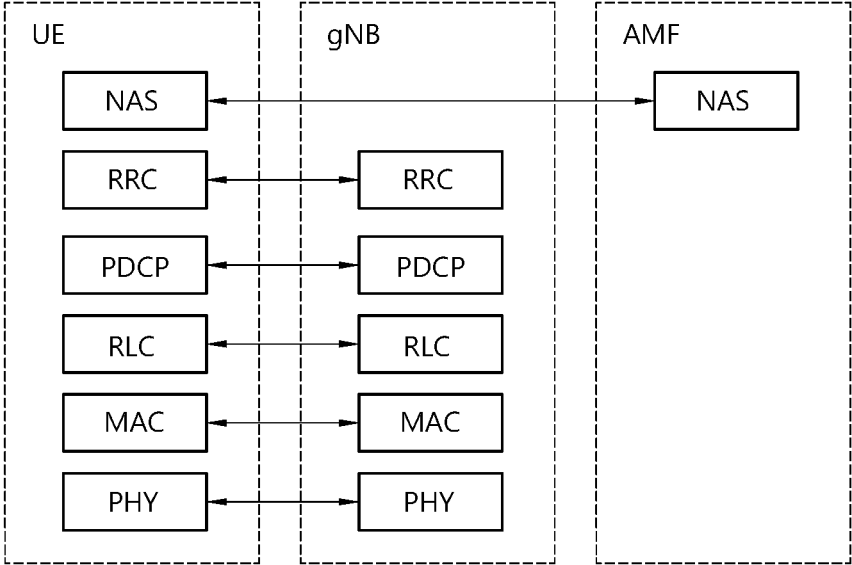 UE gNB AMF
NAS NAS
RRC RRC
PDCP PDCP
RLC RLC
MAC MAC
PHY PHY